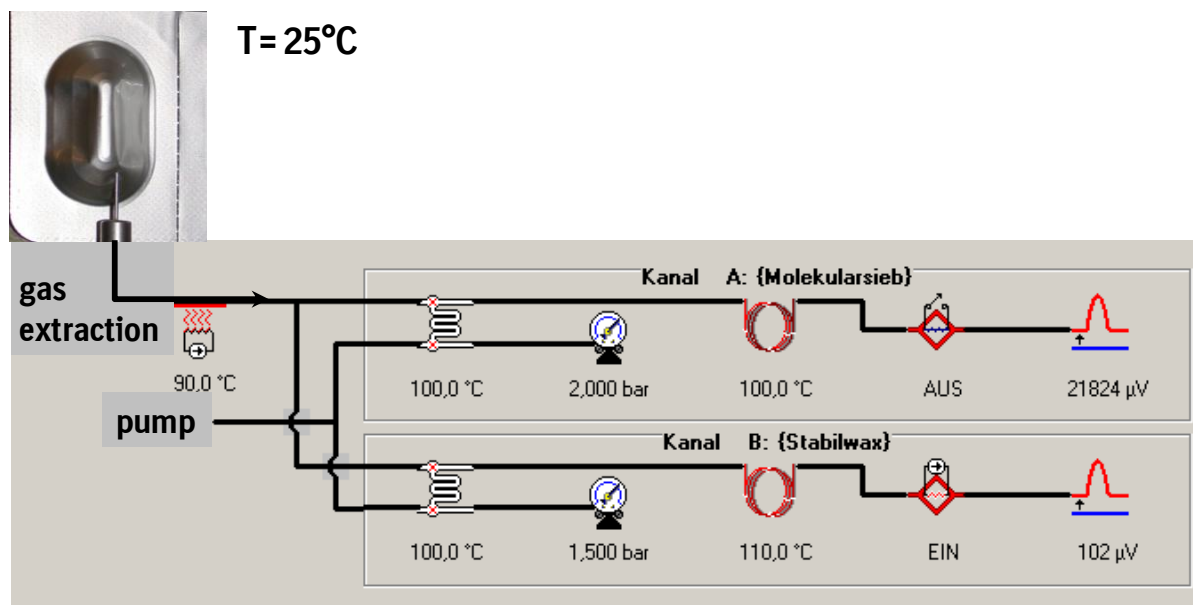 T= 25°C
gas
extraction
90,0 °C
pump
Kanal A: {Molekularsieb}
100,0 °C 2,000 bar 100,0 °C AUS 21824 µV
Kanal B: {Stabilwax}
100,0 °C 1,500 bar 110,0 °C EIN 102 µV